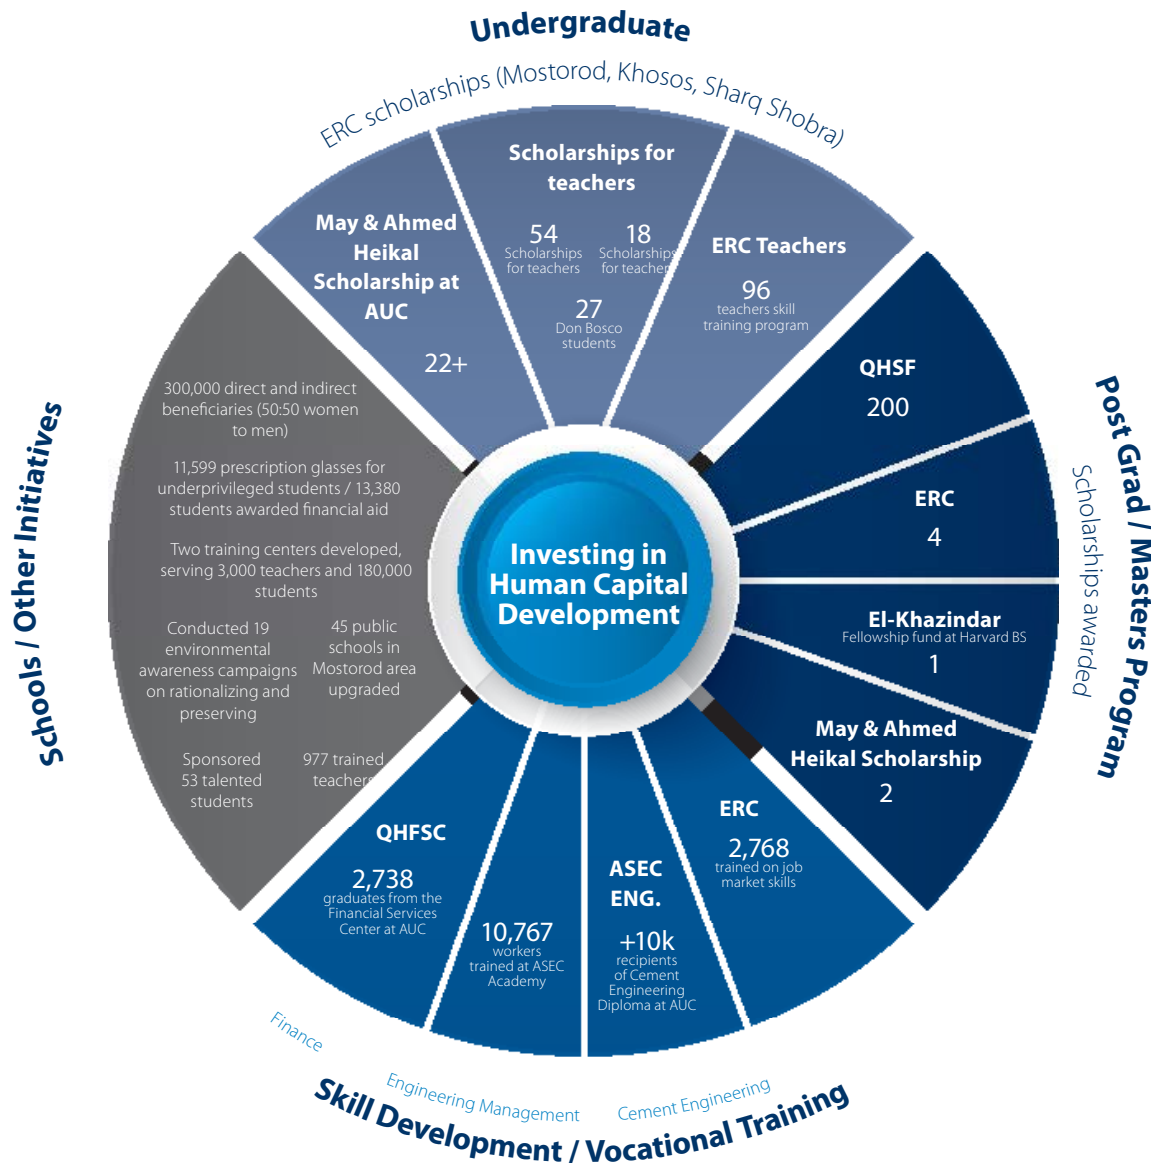 Undergraduate
ERC scholarships (Mostorod, Khosos, Sharq Shobra)
May & Ahmed
Heikal
Scholarship at
AUC
22+
Scholarships for
teachers
54
Scholarships
for teachers
18
Scholarships
for teachers
27
Don Bosco
students
ERC Teachers
96
teachers skill
training program
Post Grad / Masters Program
Scholarships awarded
QHSF
200
ERC
4
El-Khazindar
Fellowship fund at Harvard BS
1
May & Ahmed
Heikal Scholarship
2
Investing in
Human Capital
Development
Schools / Other Initiatives
300,000 direct and indirect
beneficiaries (50:50 women
to men)
11,599 prescription glasses for
underprivileged students / 13,380
students awarded financial aid
Two training centers developed,
serving 3,000 teachers and 180,000
students
Conducted 19
environmental
awareness campaigns
on rationalizing and
preserving
45 public
schools in
Mostorod area
upgraded
Sponsored
53 talented
students
977 trained
teachers
QHFSC
2,738
graduates from the
Financial Services
Center at AUC
10,767
workers
trained at ASEC
Academy
ASEC
ENG.
+10k
recipients
of Cement
Engineering
Diploma at AUC
ERC
2,768
trained on job
market skills
Finance
Engineering Management
Cement Engineering
Skill Development / Vocational Training